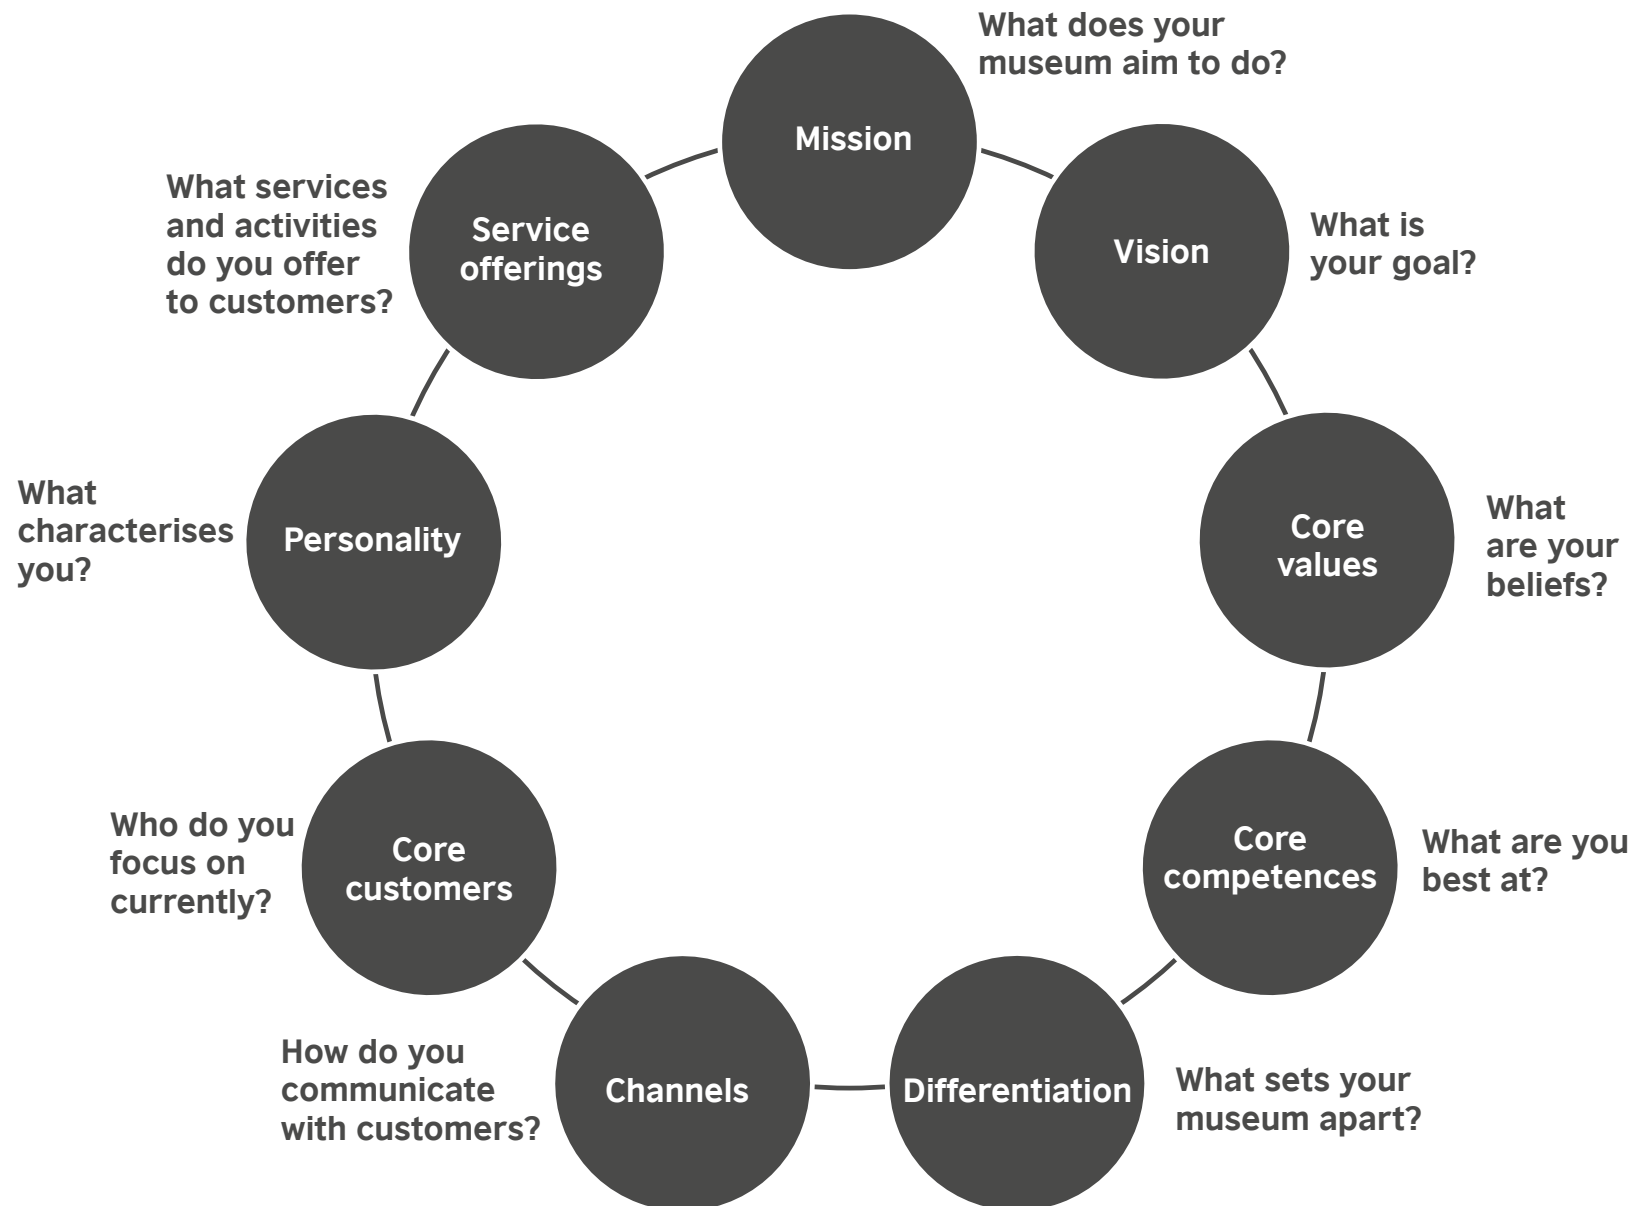 Mission
What does your
museum aim to do?
Vision
What is
your goal?
Core
values
What
are your
beliefs?
Core
competences
What are you
best at?
Differentiation
What sets your
museum apart?
Channels
How do you
communicate
with customers?
Core
customers
Who do you
focus on
currently?
Personality
What
characterises
you?
Service
offerings
What services
and activities
do you offer
to customers?